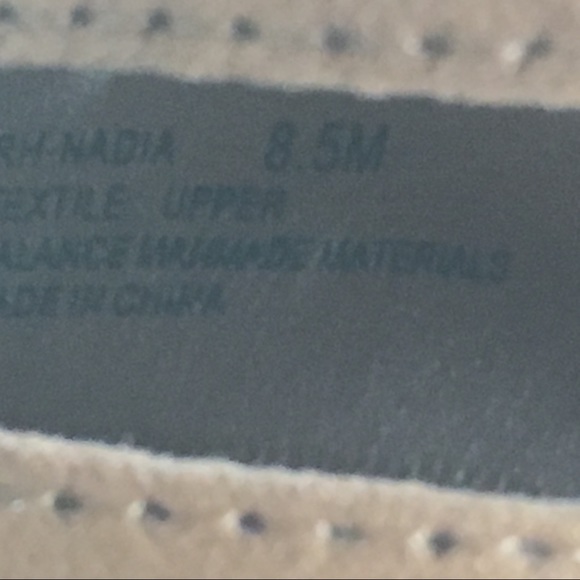 RH-NADIA 8.5M
TEXTILE UPPER
ALANCE MANMADE MATERIALS
ADE IN CHINA